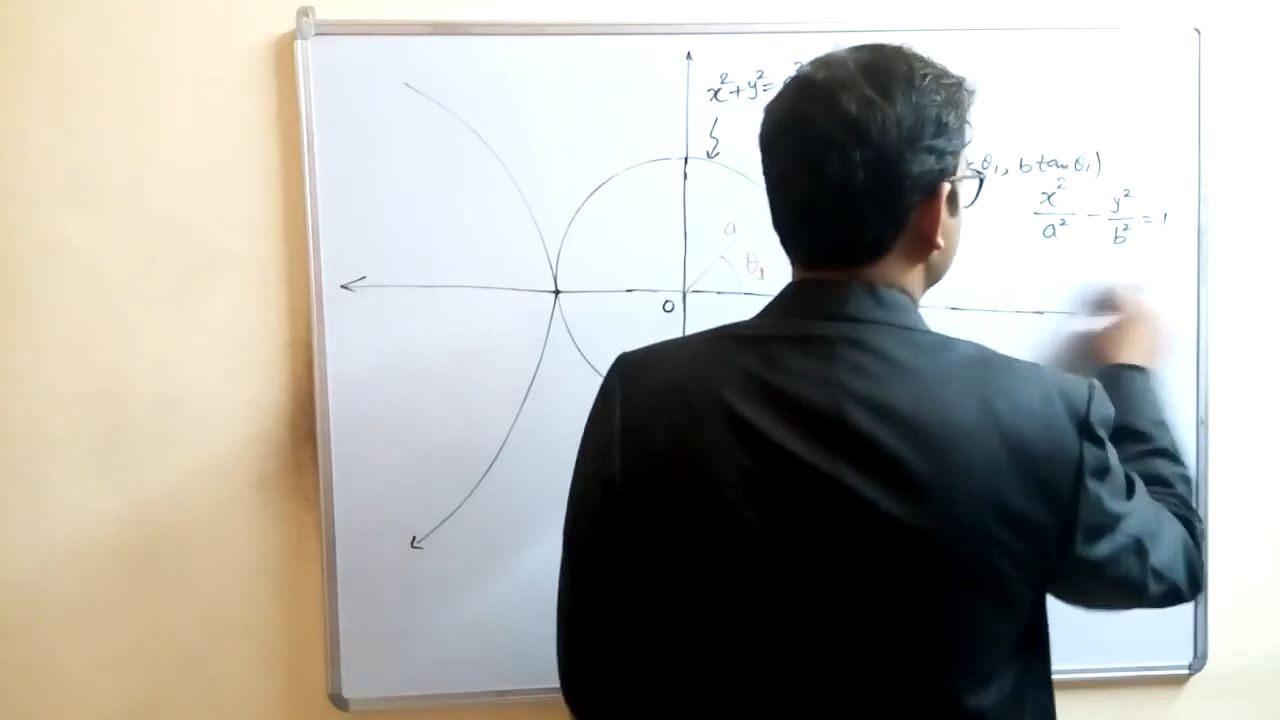 x²+y²=
θ₁, b tan θ₁)
x²/a² - y²/b² = 1
a
θ₁
O